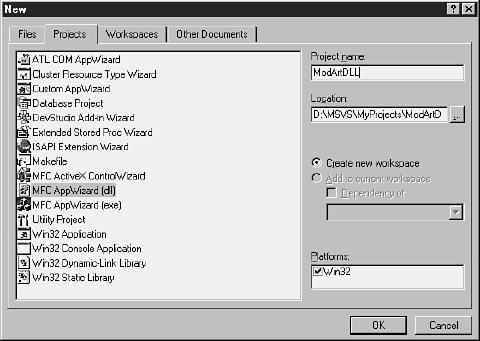 New
Files
Projects
Workspaces
Other Documents
ATL COM AppWizard
Cluster Resource Type Wizard
Custom AppWizard
Database Project
DevStudio Add-in Wizard
Extended Stored Proc Wizard
ISAPI Extension Wizard
Makefile
MFC ActiveX ControlWizard
MFC AppWizard (dll)
MFC AppWizard (exe)
Utility Project
Win32 Application
Win32 Console Application
Win32 Dynamic-Link Library
Win32 Static Library
Project name:
ModArtDLL
Location:
D:\MSVS\MyProjects\ModArtD
...
Create new workspace
Add to current workspace
Dependency of:
Platforms:
Win32
OK
Cancel